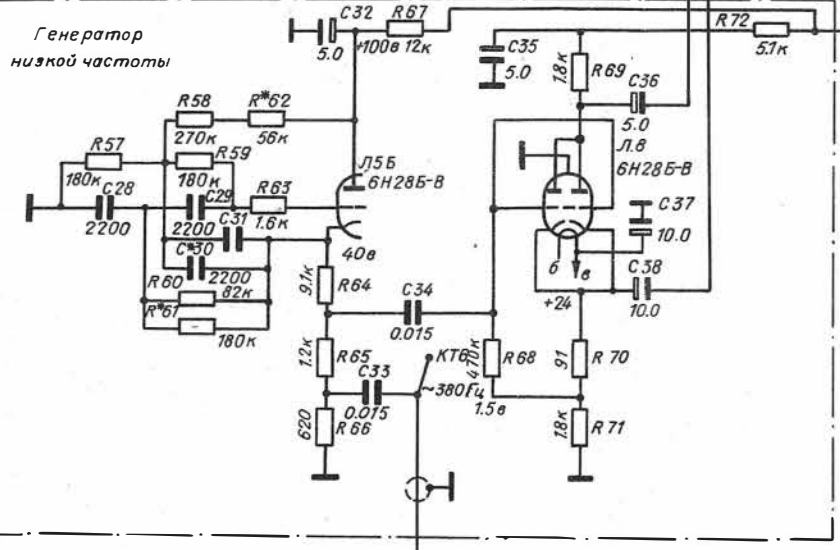 C32
R67
5.0
+100в
12к
Генератор
низкой частоты
R72
5.1к
C35
5.0
1.8к
R69
C36
5.0
R58
R*62
270к
56к
R57
R59
180к
180к
Л5Б
6Н28Б-В
Л.8
6Н28Б-В
C28
C29
R63
2200
2200
1.6к
C31
C37
10.0
C*30
2200
40в
б
в
R60
82к
9.1к
R64
C34
+24
C38
10.0
R*61
180к
0.015
1.2к
R65
КТ6
470к
R68
91
R70
C33
~380Гц
0.015
1.5в
620
R66
1.8к
R71